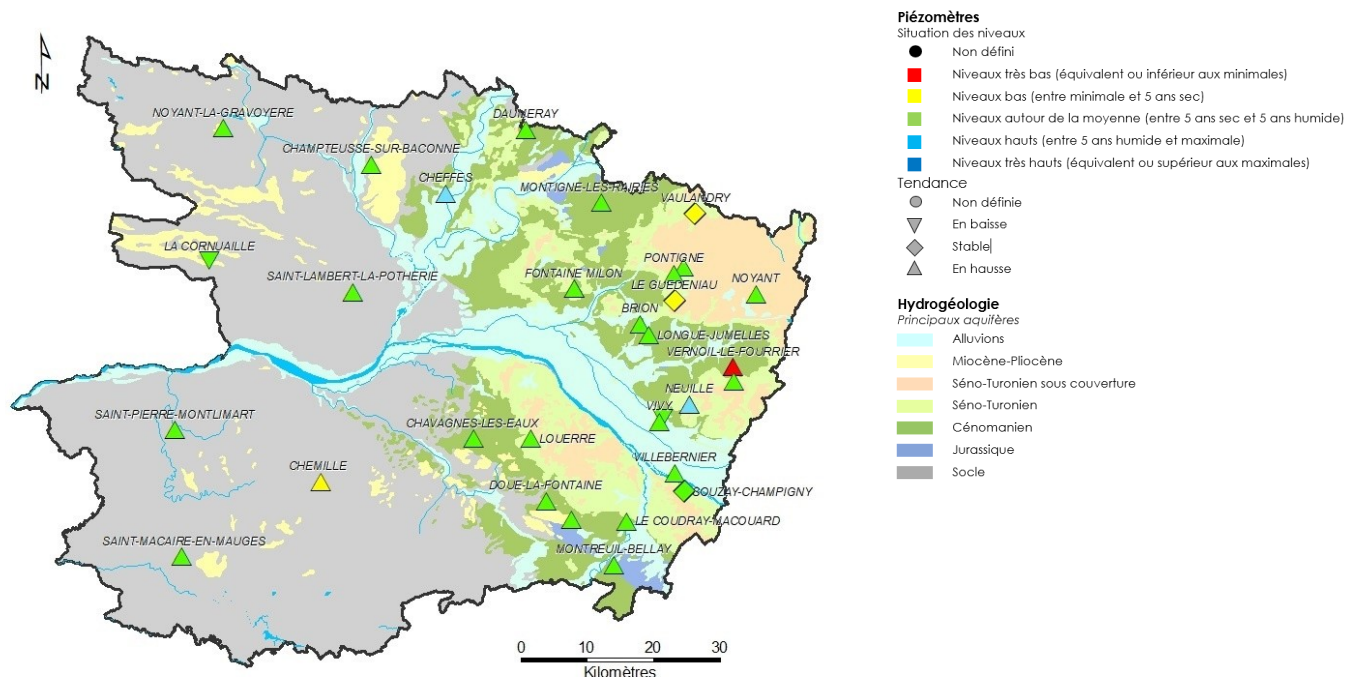 N
NOYANT-LA-GRAVOYERE
DAUMERAY
CHAMPTEUSSE-SUR-BACONNE
CHEFFES
MONTIGNE-LES-RAIRIES
VAULANDRY
LA CORNUAILLE
SAINT-LAMBERT-LA-POTHERIE
FONTAINE MILON
PONTIGNE
LE GUEDENIAU
NOYANT
BRION
LONGUE-JUMELLES
VERNOIL-LE-FOURRIER
NEUILLE
VIVY
SAINT-PIERRE-MONTLIMART
CHAVAGNES-LES-EAUX
LOUERRE
VILLEBERNIER
CHEMILLE
DOUE-LA-FONTAINE
SOUZAY-CHAMPIGNY
LE COUDRAY-MACOUARD
SAINT-MACAIRE-EN-MAUGES
MONTREUIL-BELLAY
0 10 20 30
Kilomètres
Piézomètres
Situation des niveaux
Non défini
Niveaux très bas (équivalent ou inférieur aux minimales)
Niveaux bas (entre minimale et 5 ans sec)
Niveaux autour de la moyenne (entre 5 ans sec et 5 ans humide)
Niveaux hauts (entre 5 ans humide et maximale)
Niveaux très hauts (équivalent ou supérieur aux maximales)
Tendance
Non définie
En baisse
Stable
En hausse
Hydrogéologie
Principaux aquifères
Alluvions
Miocène-Pliocène
Séno-Turonien sous couverture
Séno-Turonien
Cénomanien
Jurassique
Socle